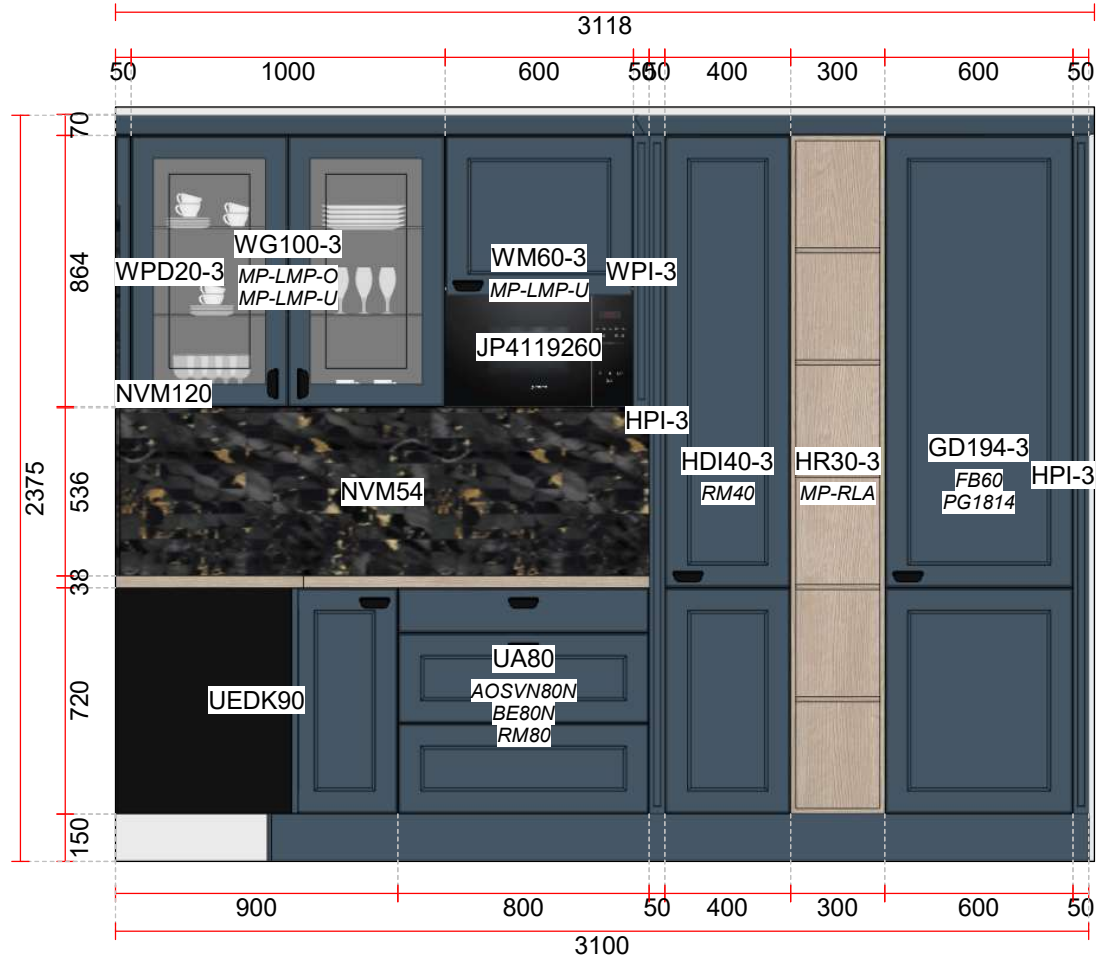 3118
50
1000
600
50
50
400
300
600
50
70
864
536
38
720
150
2375
WPD20-3
WG100-3
MP-LMP-O
MP-LMP-U
WM60-3
MP-LMP-U
WPI-3
JP4119260
NVM120
HPI-3
NVM54
HDI40-3
RM40
HR30-3
MP-RLA
GD194-3
FB60
PG1814
HPI-3
UEDK90
UA80
AOSVN80N
BE80N
RM80
900
800
50
400
300
600
50
3100